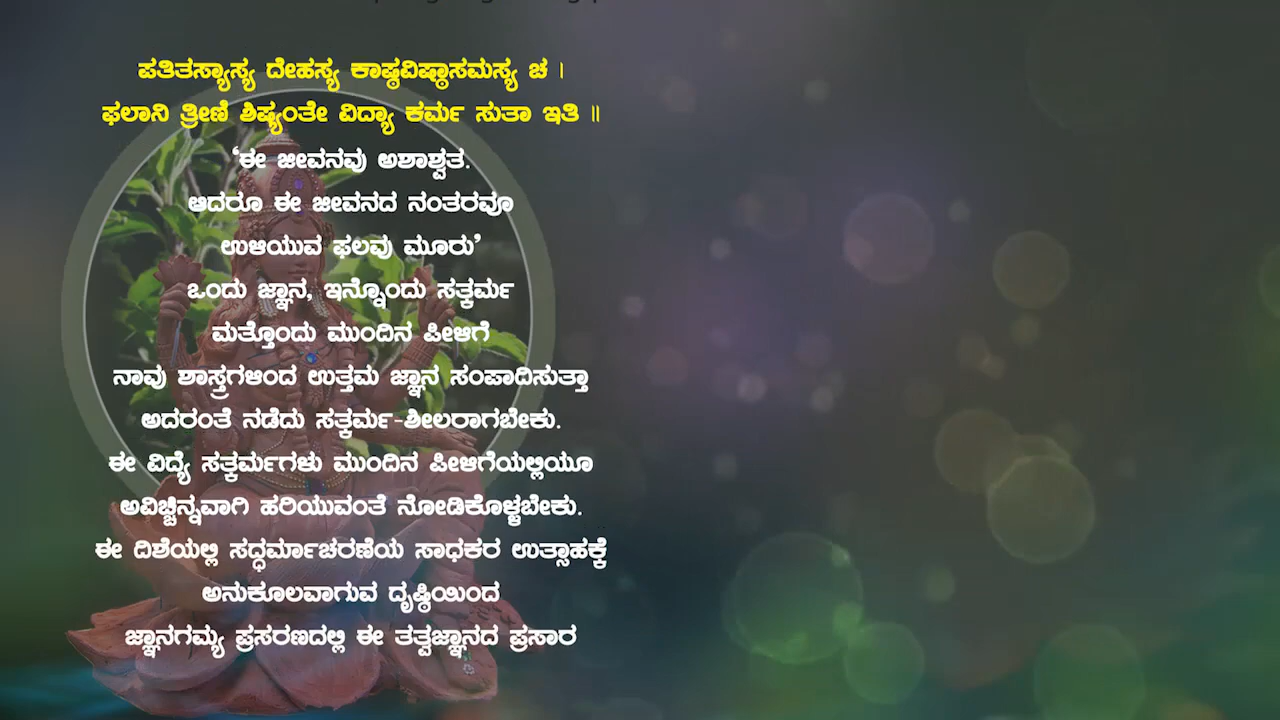 ಪತಿತಸ್ಯಾಸ್ಯ ದೇಹಸ್ಯ ಕಾಷ್ಠವಿಷ್ಠಾಸಮಸ್ಯ ಚ ।
ಫಲಾನಿ ತ್ರೀಣಿ ಶಿಷ್ಯಂತೇ ವಿದ್ಯಾ ಕರ್ಮ ಸುತಾ ಇತಿ ॥
‘ಈ ಜೀವನವು ಅಶಾಶ್ವತ.
ಆದರೂ ಈ ಜೀವನದ ನಂತರವೂ
ಉಳಿಯುವ ಫಲವು ಮೂರು’
ಒಂದು ಜ್ಞಾನ, ಇನ್ನೊಂದು ಸತ್ಕರ್ಮ
ಮತ್ತೊಂದು ಮುಂದಿನ ಪೀಳಿಗೆ
ನಾವು ಶಾಸ್ತ್ರಗಳಿಂದ ಉತ್ತಮ ಜ್ಞಾನ ಸಂಪಾದಿಸುತ್ತಾ
ಅದರಂತೆ ನಡೆದು ಸತ್ಕರ್ಮ-ಶೀಲರಾಗಬೇಕು.
ಈ ವಿದ್ಯೆ ಸತ್ಕರ್ಮಗಳು ಮುಂದಿನ ಪೀಳಿಗೆಯಲ್ಲಿಯೂ
ಅವಿಚ್ಛಿನ್ನವಾಗಿ ಹರಿಯುವಂತೆ ನೋಡಿಕೊಳ್ಳಬೇಕು.
ಈ ದಿಶೆಯಲ್ಲಿ ಸದ್ಧರ್ಮಾಚರಣೆಯ ಸಾಧಕರ ಉತ್ಸಾಹಕ್ಕೆ
ಅನುಕೂಲವಾಗುವ ದೃಷ್ಠಿಯಿಂದ
ಜ್ಞಾನಗಮ್ಯ ಪ್ರಸರಣದಲ್ಲಿ ಈ ತತ್ವಜ್ಞಾನದ ಪ್ರಸಾರ